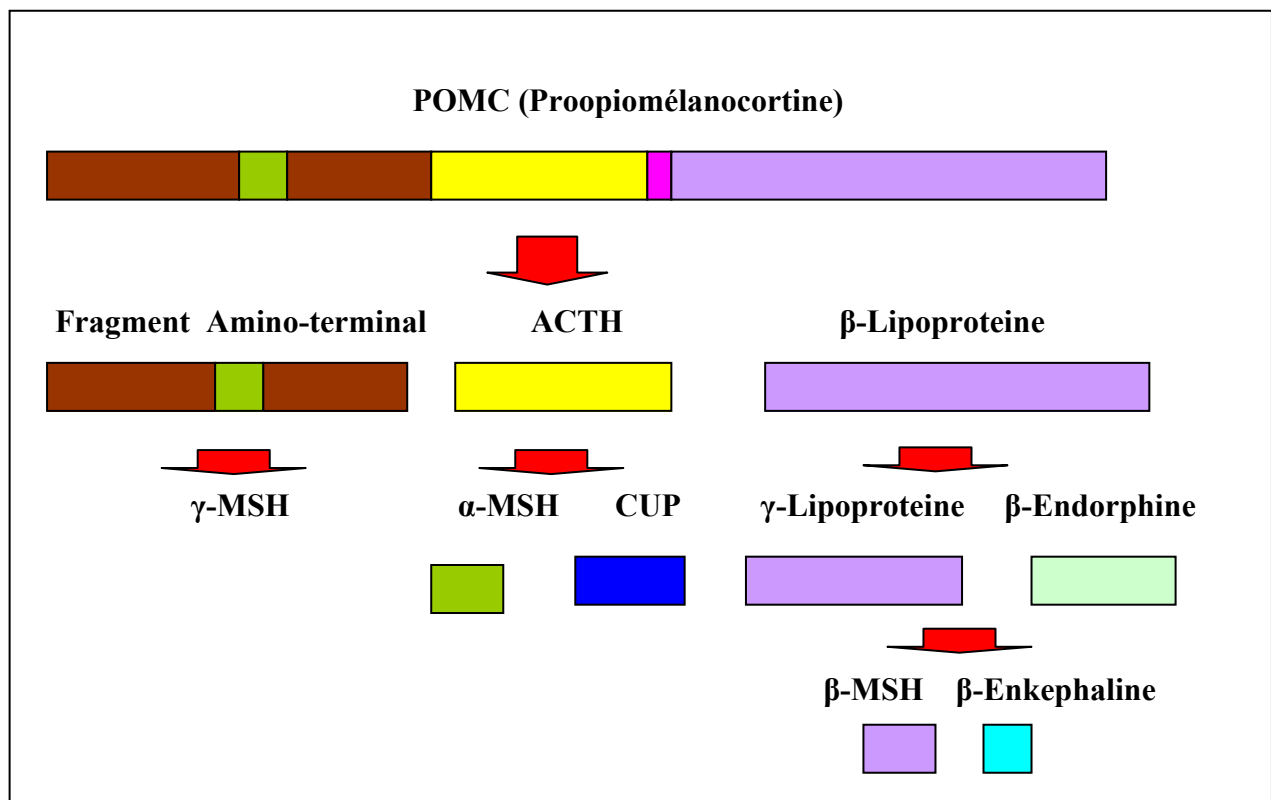 POMC (Proopiomélanocortine)
Fragment Amino-terminal ACTH β-Lipoproteine
γ-MSH α-MSH CUP γ-Lipoproteine β-Endorphine
β-MSH β-Enkephaline